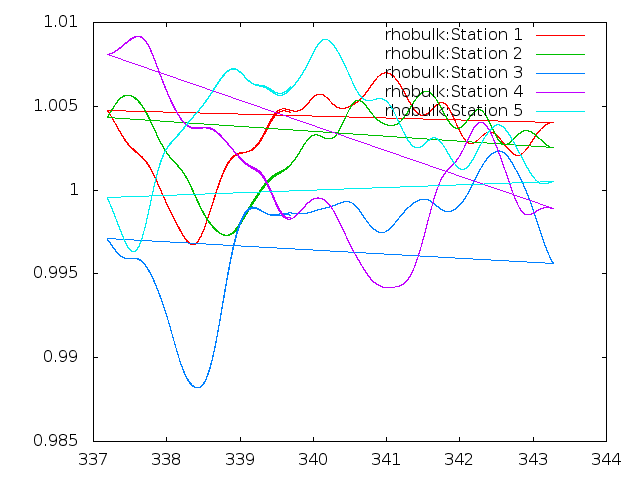 1.01
1.005
1
0.995
0.99
0.985
337 338 339 340 341 342 343 344
rhobulk:Station 1
rhobulk:Station 2
rhobulk:Station 3
rhobulk:Station 4
rhobulk:Station 5